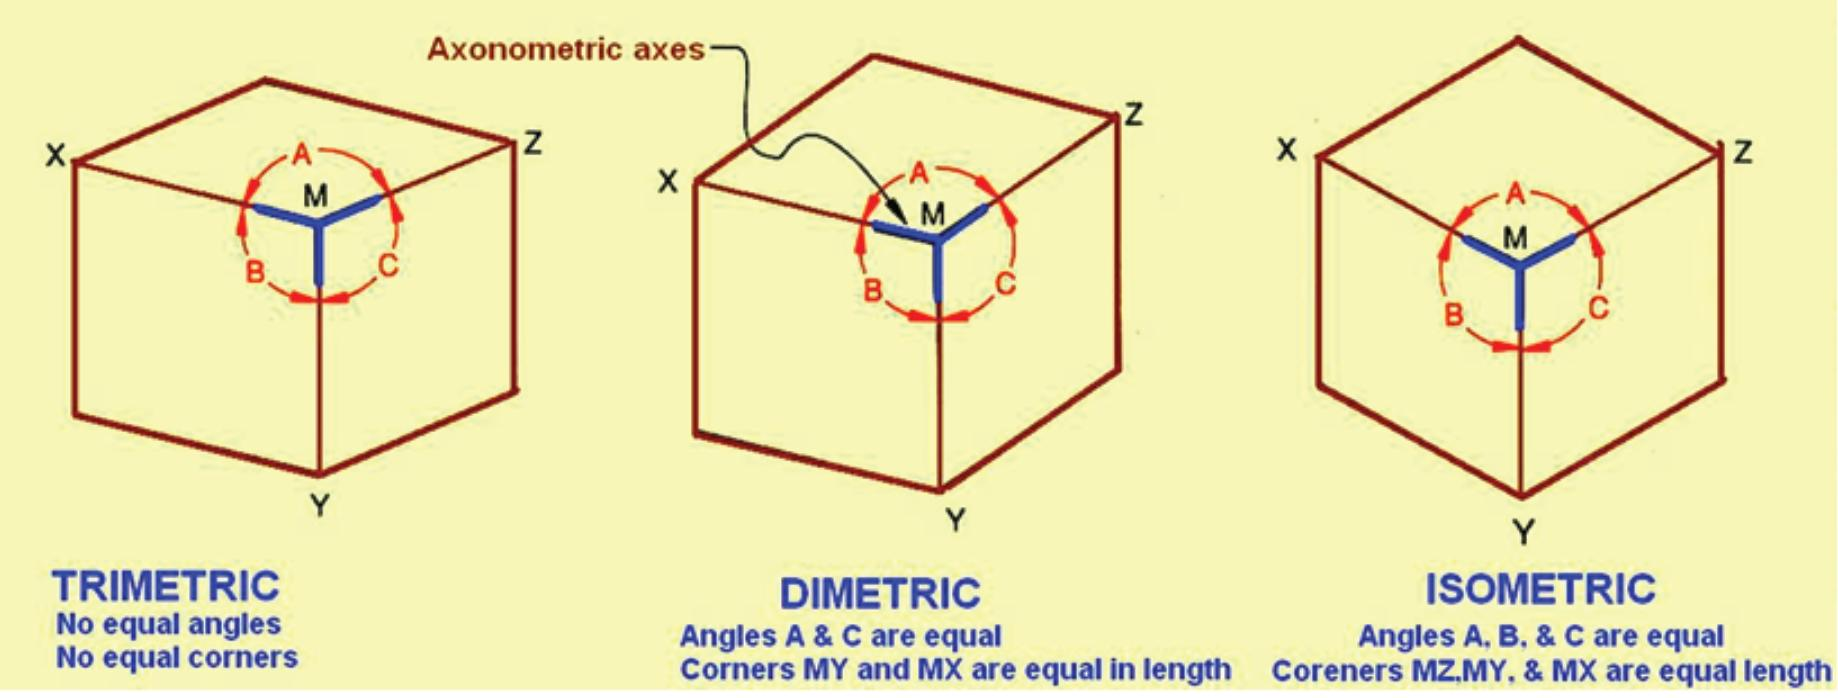 Axonometric axes
X
Z
A
M
B
C
Y
X
Z
A
M
B
C
Y
X
Z
A
M
B
C
Y
TRIMETRIC
No equal angles
No equal corners
DIMETRIC
Angles A & C are equal
Corners MY and MX are equal in length
ISOMETRIC
Angles A, B, & C are equal
Coreners MZ,MY, & MX are equal length